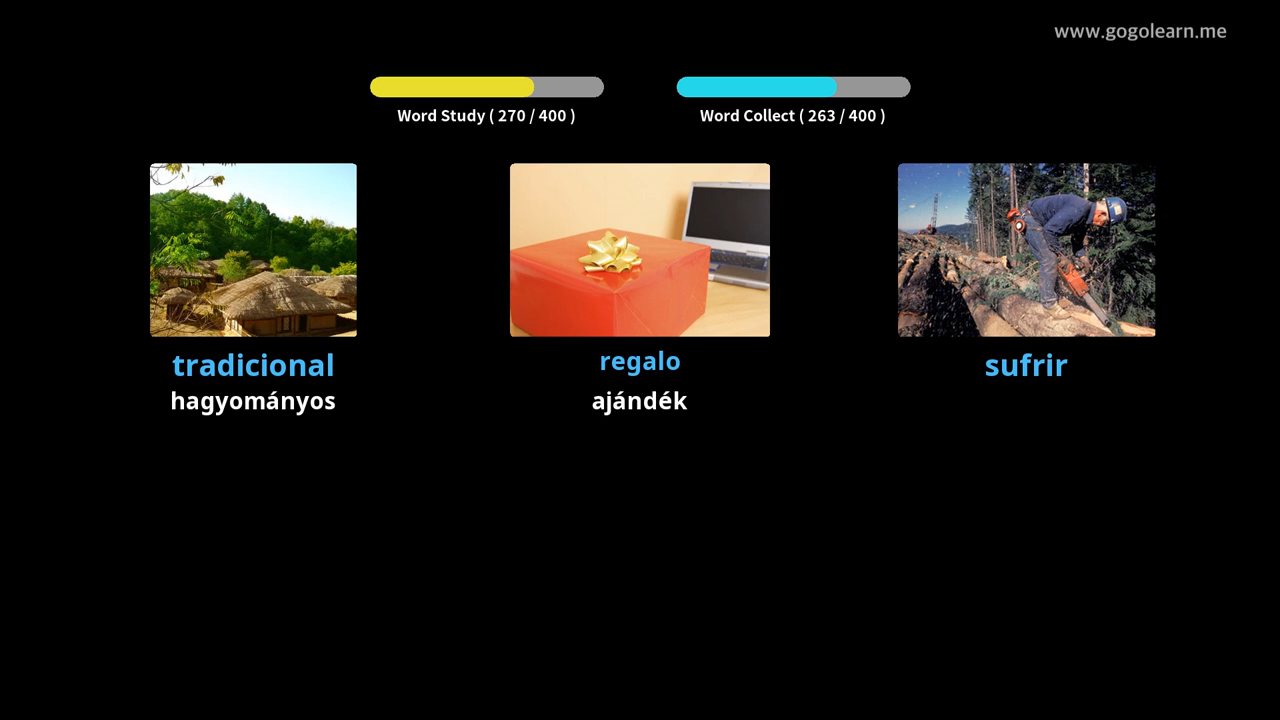 www.gogolearn.me
Word Study ( 270 / 400 )
Word Collect ( 263 / 400 )
tradicional
hagyományos
regalo
ajándék
sufrir